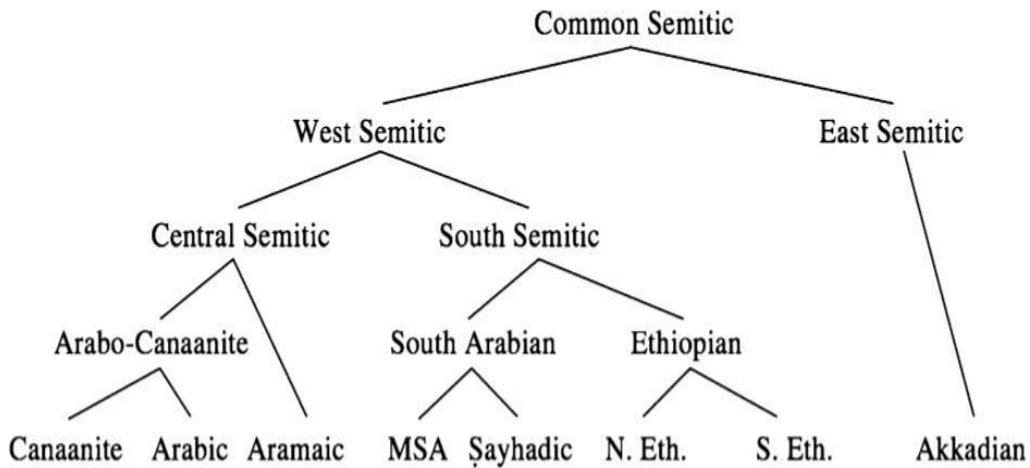 Common Semitic
West Semitic East Semitic
Central Semitic South Semitic
Arabo-Canaanite South Arabian Ethiopian
Canaanite Arabic Aramaic MSA Ṣayhadic N. Eth. S. Eth. Akkadian